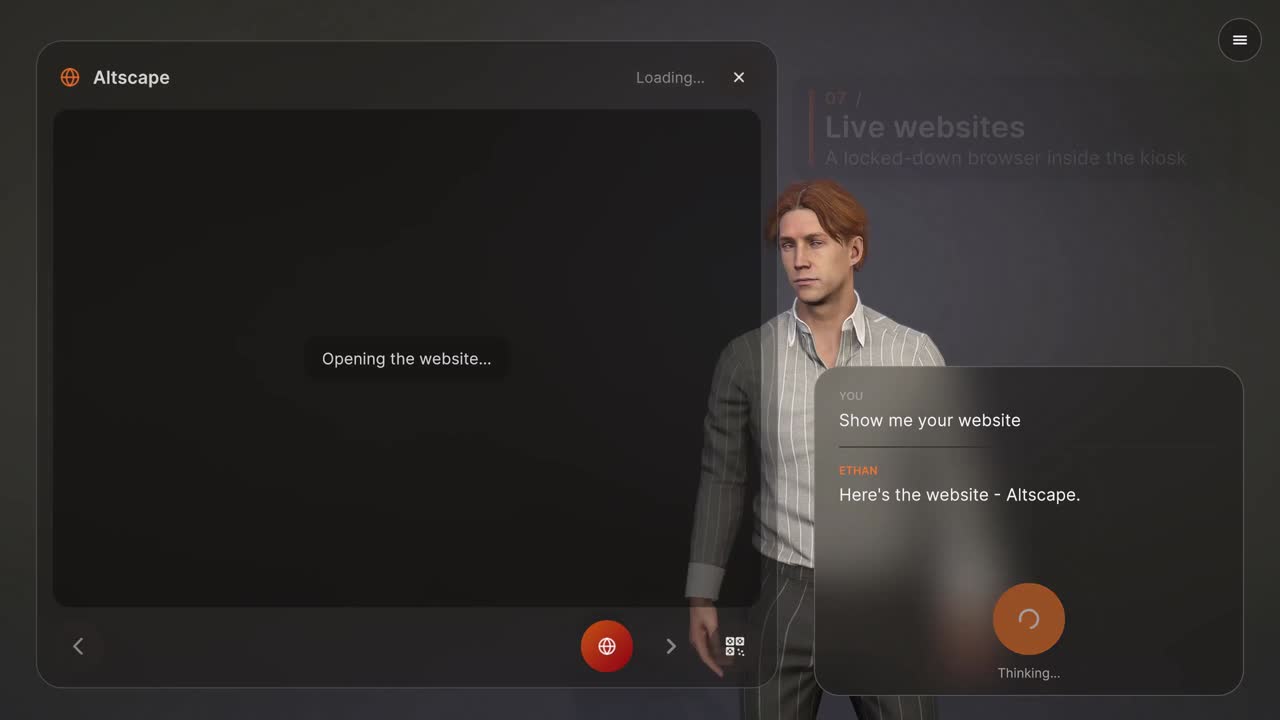 Altscape
Loading...
07 /
Live websites
A locked-down browser inside the kiosk
Opening the website...
YOU
Show me your website
ETHAN
Here's the website - Altscape.
Thinking...